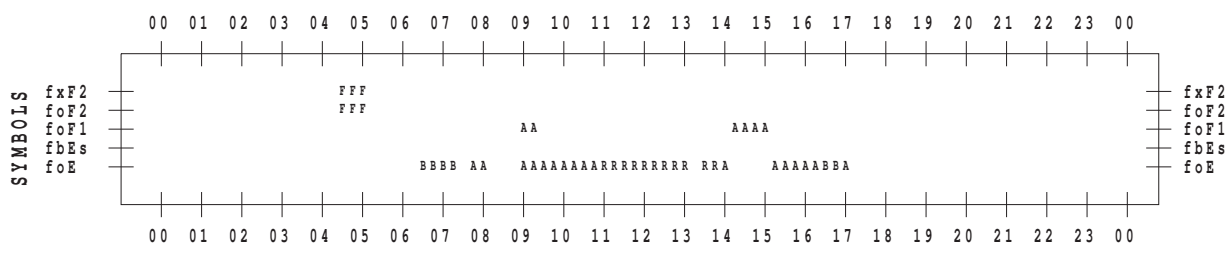 00 01 02 03 04 05 06 07 08 09 10 11 12 13 14 15 16 17 18 19 20 21 22 23 00
SYMBOLS
fxF2 FFF fxF2
foF2 FFF foF2
foF1 AA AAAA foF1
fbEs fbEs
foE BBBB AA AAAAAAAARRRRRRRRR RRA AAAAABBA foE
00 01 02 03 04 05 06 07 08 09 10 11 12 13 14 15 16 17 18 19 20 21 22 23 00